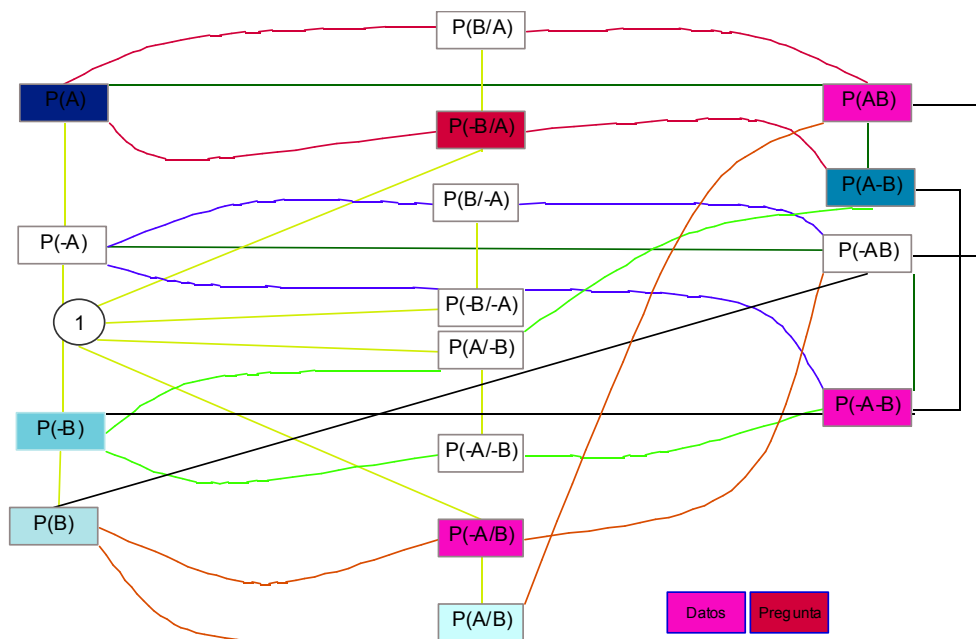 P(B/A)
P(A)
P(AB)
P(-B/A)
P(A-B)
P(B/-A)
P(-A)
P(-AB)
P(-B/-A)
1
P(A/-B)
P(-A-B)
P(-B)
P(-A/-B)
P(B)
P(-A/B)
P(A/B)
Datos
Pregunta